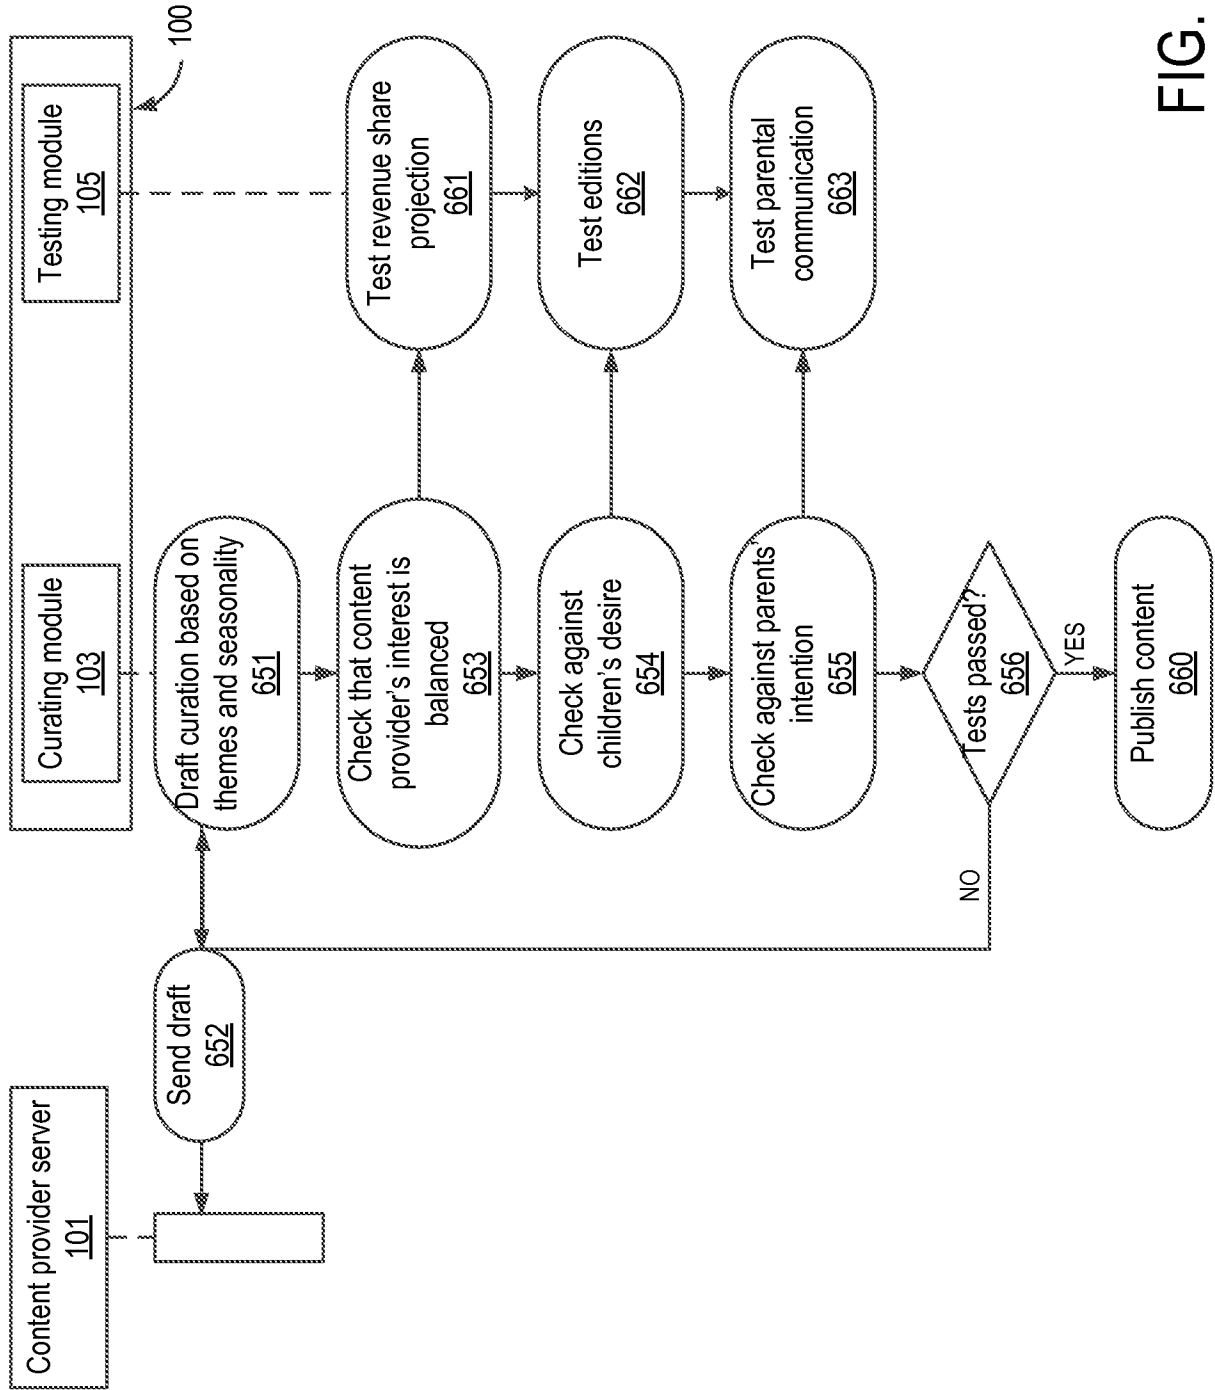 Content provider server
101
Curating module
103
Testing module
105
100
Send draft
652
Draft curation based on
themes and seasonality
651
Check that content
provider's interest is
balanced
653
Test revenue share
projection
661
Check against
children's desire
654
Test editions
662
Check against parents'
intention
655
Test parental
communication
663
NO
Tests passed?
656
YES
Publish content
660
FIG.